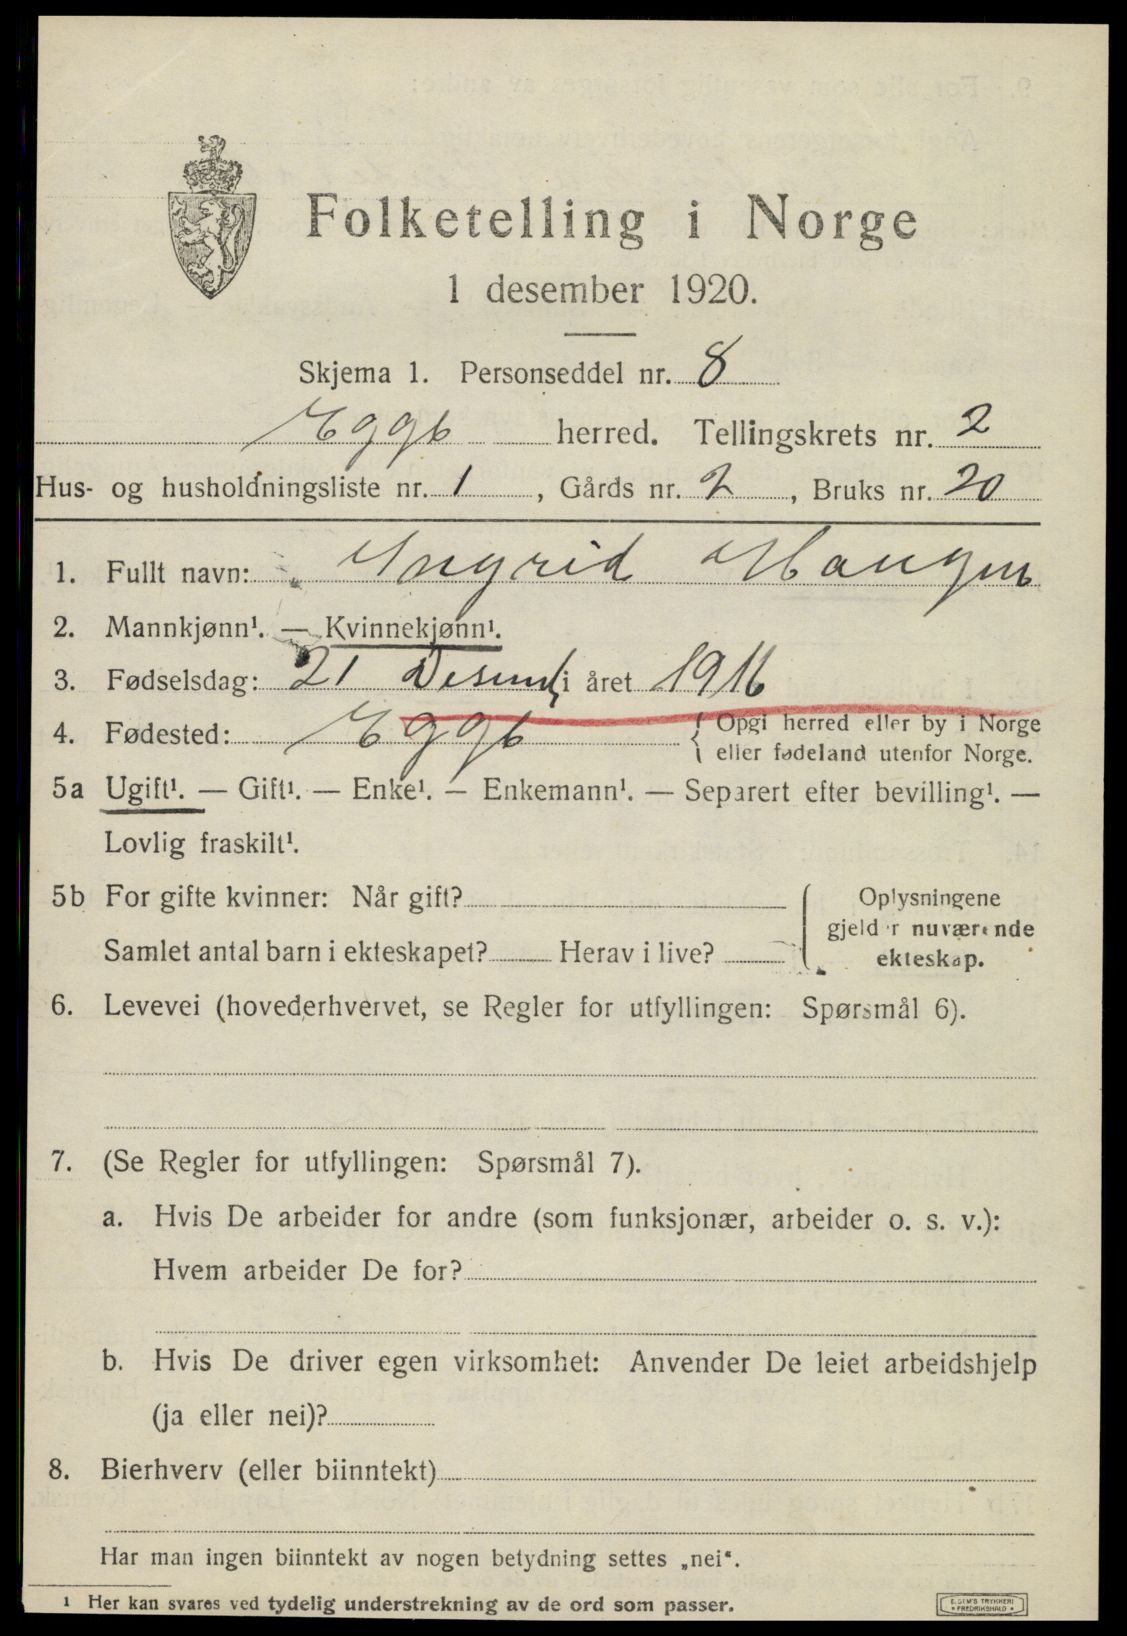 Folketelling i Norge
1 desember 1920.
Skjema 1. Personseddel nr. 8
Egge herred. Tellingskrets nr. 2
Hus- og husholdningsliste nr. 1, Gårds nr. 2, Bruks nr. 20
1. Fullt navn: Ingrid Haugen
2. Mannkjønn¹. — Kvinnekjønn¹.
3. Fødselsdag: 21 Desemb i året 1916
4. Fødested: Egge { Opgi herred eller by i Norge
eller fødeland utenfor Norge.
5a Ugift¹. — Gift¹. — Enke¹. — Enkemann¹. — Separert efter bevilling¹. —
Lovlig fraskilt¹.
5b For gifte kvinner: Når gift?
Samlet antal barn i ekteskapet? Herav i live?
Oplysningene
gjelder nuværende
ekteskap.
6. Levevei (hovederhvervet, se Regler for utfyllingen: Spørsmål 6).
7. (Se Regler for utfyllingen: Spørsmål 7).
a. Hvis De arbeider for andre (som funksjonær, arbeider o. s. v.):
Hvem arbeider De for?
b. Hvis De driver egen virksomhet: Anvender De leiet arbeidshjelp
(ja eller nei)?
8. Bierhverv (eller biinntekt)
Har man ingen biinntekt av nogen betydning settes „nei“.
¹ Her kan svares ved tydelig understrekning av de ord som passer.
E. SEM'S TRYKKERI
FREDRIKSHALD